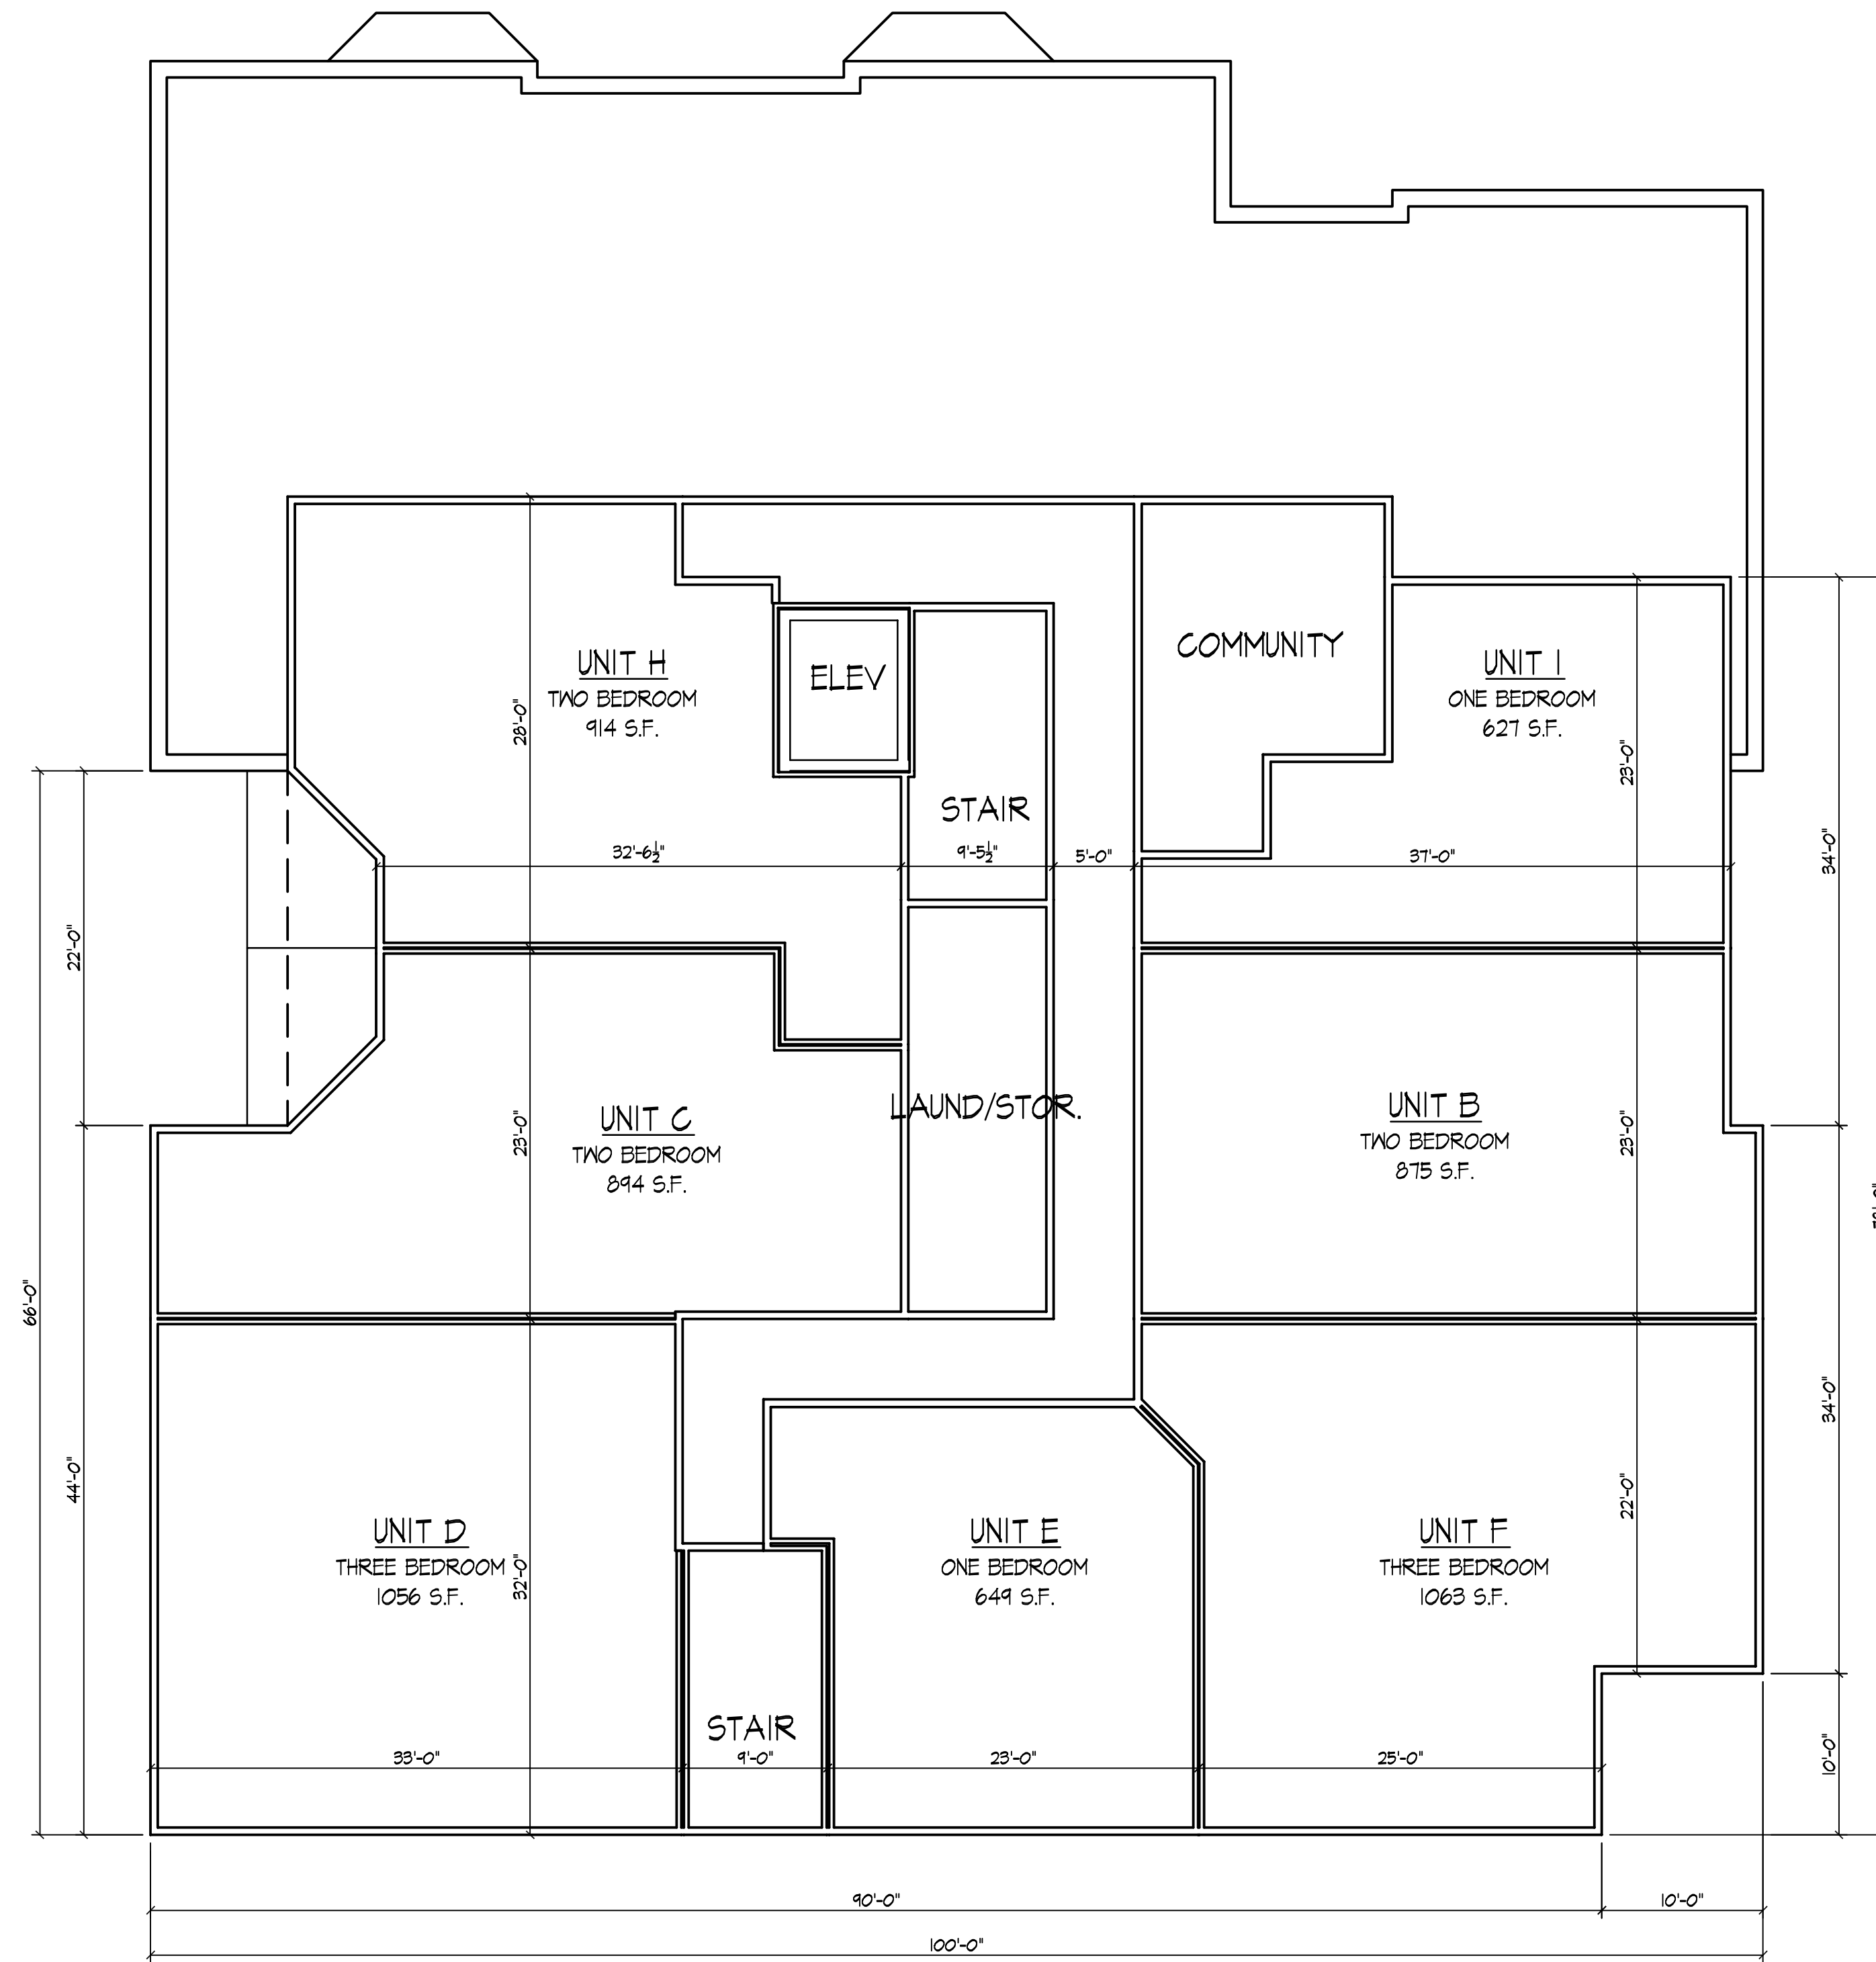 COMMUNITY
UNIT H
TWO BEDROOM
914 S.F.
ELEV
UNIT I
ONE BEDROOM
627 S.F.
28'-0"
23'-0"
STAIR
32'-6½"
9'-5½"
5'-0"
37'-0"
34'-0"
22'-0"
UNIT C
TWO BEDROOM
894 S.F.
23'-0"
LAUND/STOR.
UNIT B
TWO BEDROOM
875 S.F.
23'-0"
66'-0"
44'-0"
34'-0"
22'-0"
UNIT D
THREE BEDROOM
1056 S.F.
32'-0"
UNIT E
ONE BEDROOM
649 S.F.
UNIT F
THREE BEDROOM
1063 S.F.
STAIR
33'-0"
9'-0"
23'-0"
25'-0"
10'-0"
90'-0"
10'-0"
100'-0"